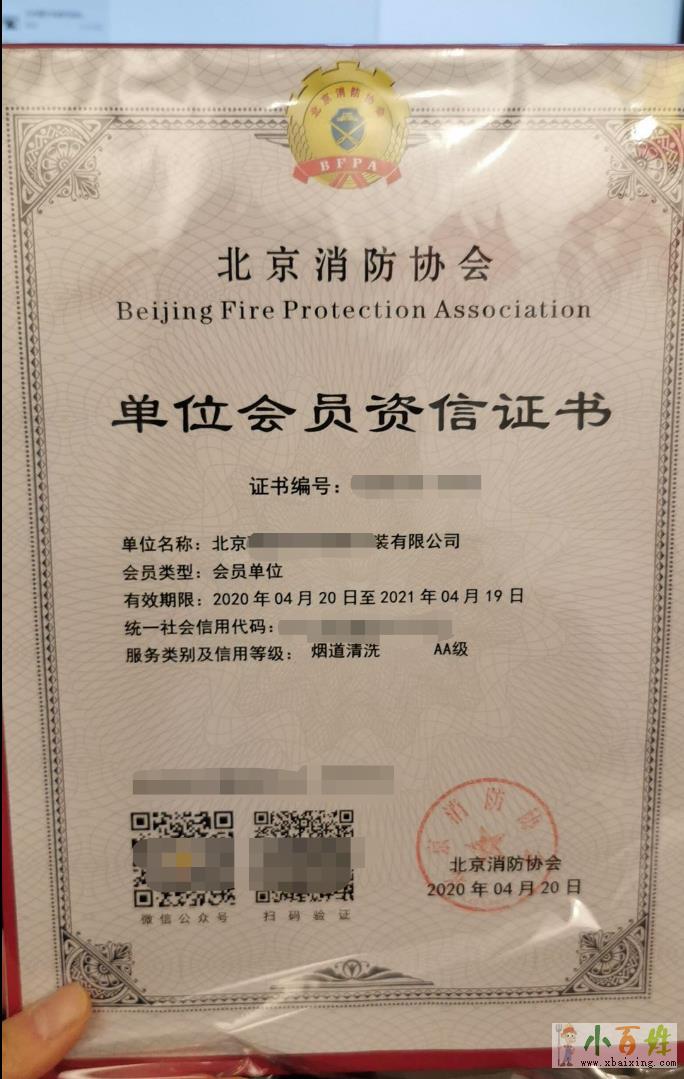 北京消防协会
BFPA
北京消防协会
Beijing Fire Protection Association
单位会员资信证书
证书编号：
单位名称：北京 装有限公司
会员类型：会员单位
有效期限：2020年04月20日至2021年04月19日
统一社会信用代码：
服务类别及信用等级： 烟道清洗 AA级
微信公众号 扫码验证
京消防协
北京消防协会
2020年04月20日
小百姓
www.xbaixing.com